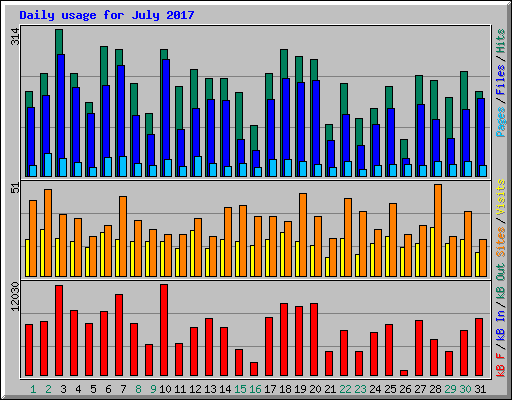 Daily usage for July 2017
314
Pages / Files / Hits
51
Sites / Visits
12030
kB F / kB In / kB Out
1 2 3 4 5 6 7 8 9 10 11 12 13 14 15 16 17 18 19 20 21 22 23 24 25 26 27 28 29 30 31